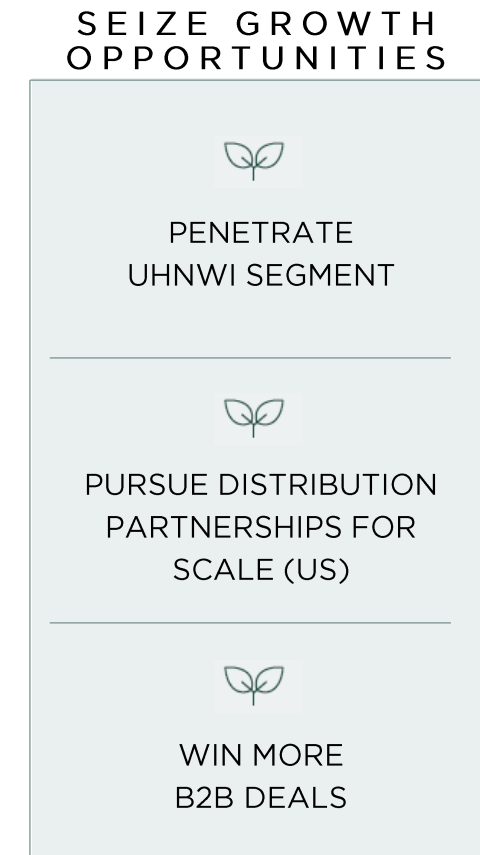 SEIZE GROWTH
OPPORTUNITIES
PENETRATE
UHNWI SEGMENT
PURSUE DISTRIBUTION
PARTNERSHIPS FOR
SCALE (US)
WIN MORE
B2B DEALS